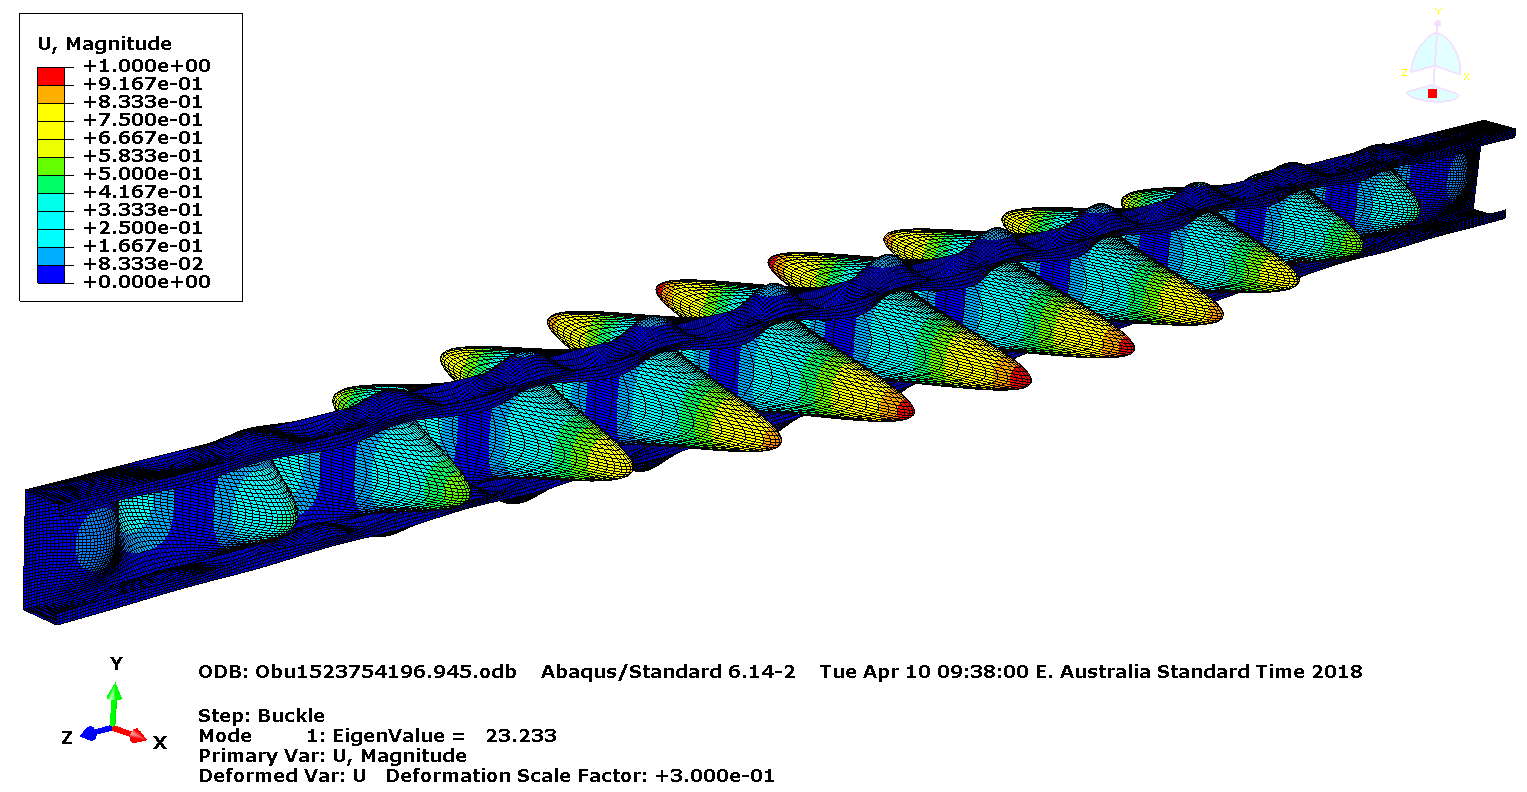 U, Magnitude
+1.000e+00
+9.167e-01
+8.333e-01
+7.500e-01
+6.667e-01
+5.833e-01
+5.000e-01
+4.167e-01
+3.333e-01
+2.500e-01
+1.667e-01
+8.333e-02
+0.000e+00
Y
Z X
Y
Z X
ODB: Obu1523754196.945.odb Abaqus/Standard 6.14-2 Tue Apr 10 09:38:00 E. Australia Standard Time 2018
Step: Buckle
Mode 1: EigenValue = 23.233
Primary Var: U, Magnitude
Deformed Var: U Deformation Scale Factor: +3.000e-01